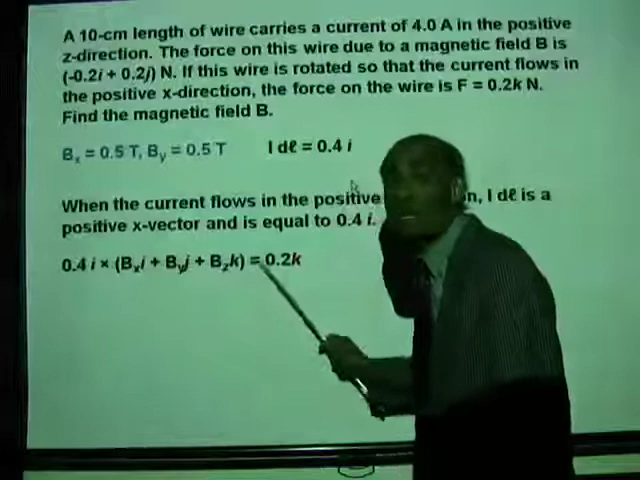 A 10-cm length of wire carries a current of 4.0 A in the positive
z-direction. The force on this wire due to a magnetic field B is
(-0.2i + 0.2j) N. If this wire is rotated so that the current flows in
the positive x-direction, the force on the wire is F = 0.2k N.
Find the magnetic field B.
Bₓ = 0.5 T, Bᵧ = 0.5 T I dℓ = 0.4 i
When the current flows in the positive n, I dℓ is a
positive x-vector and is equal to 0.4 i.
0.4 i × (Bₓi + Bᵧj + B_zk) = 0.2k